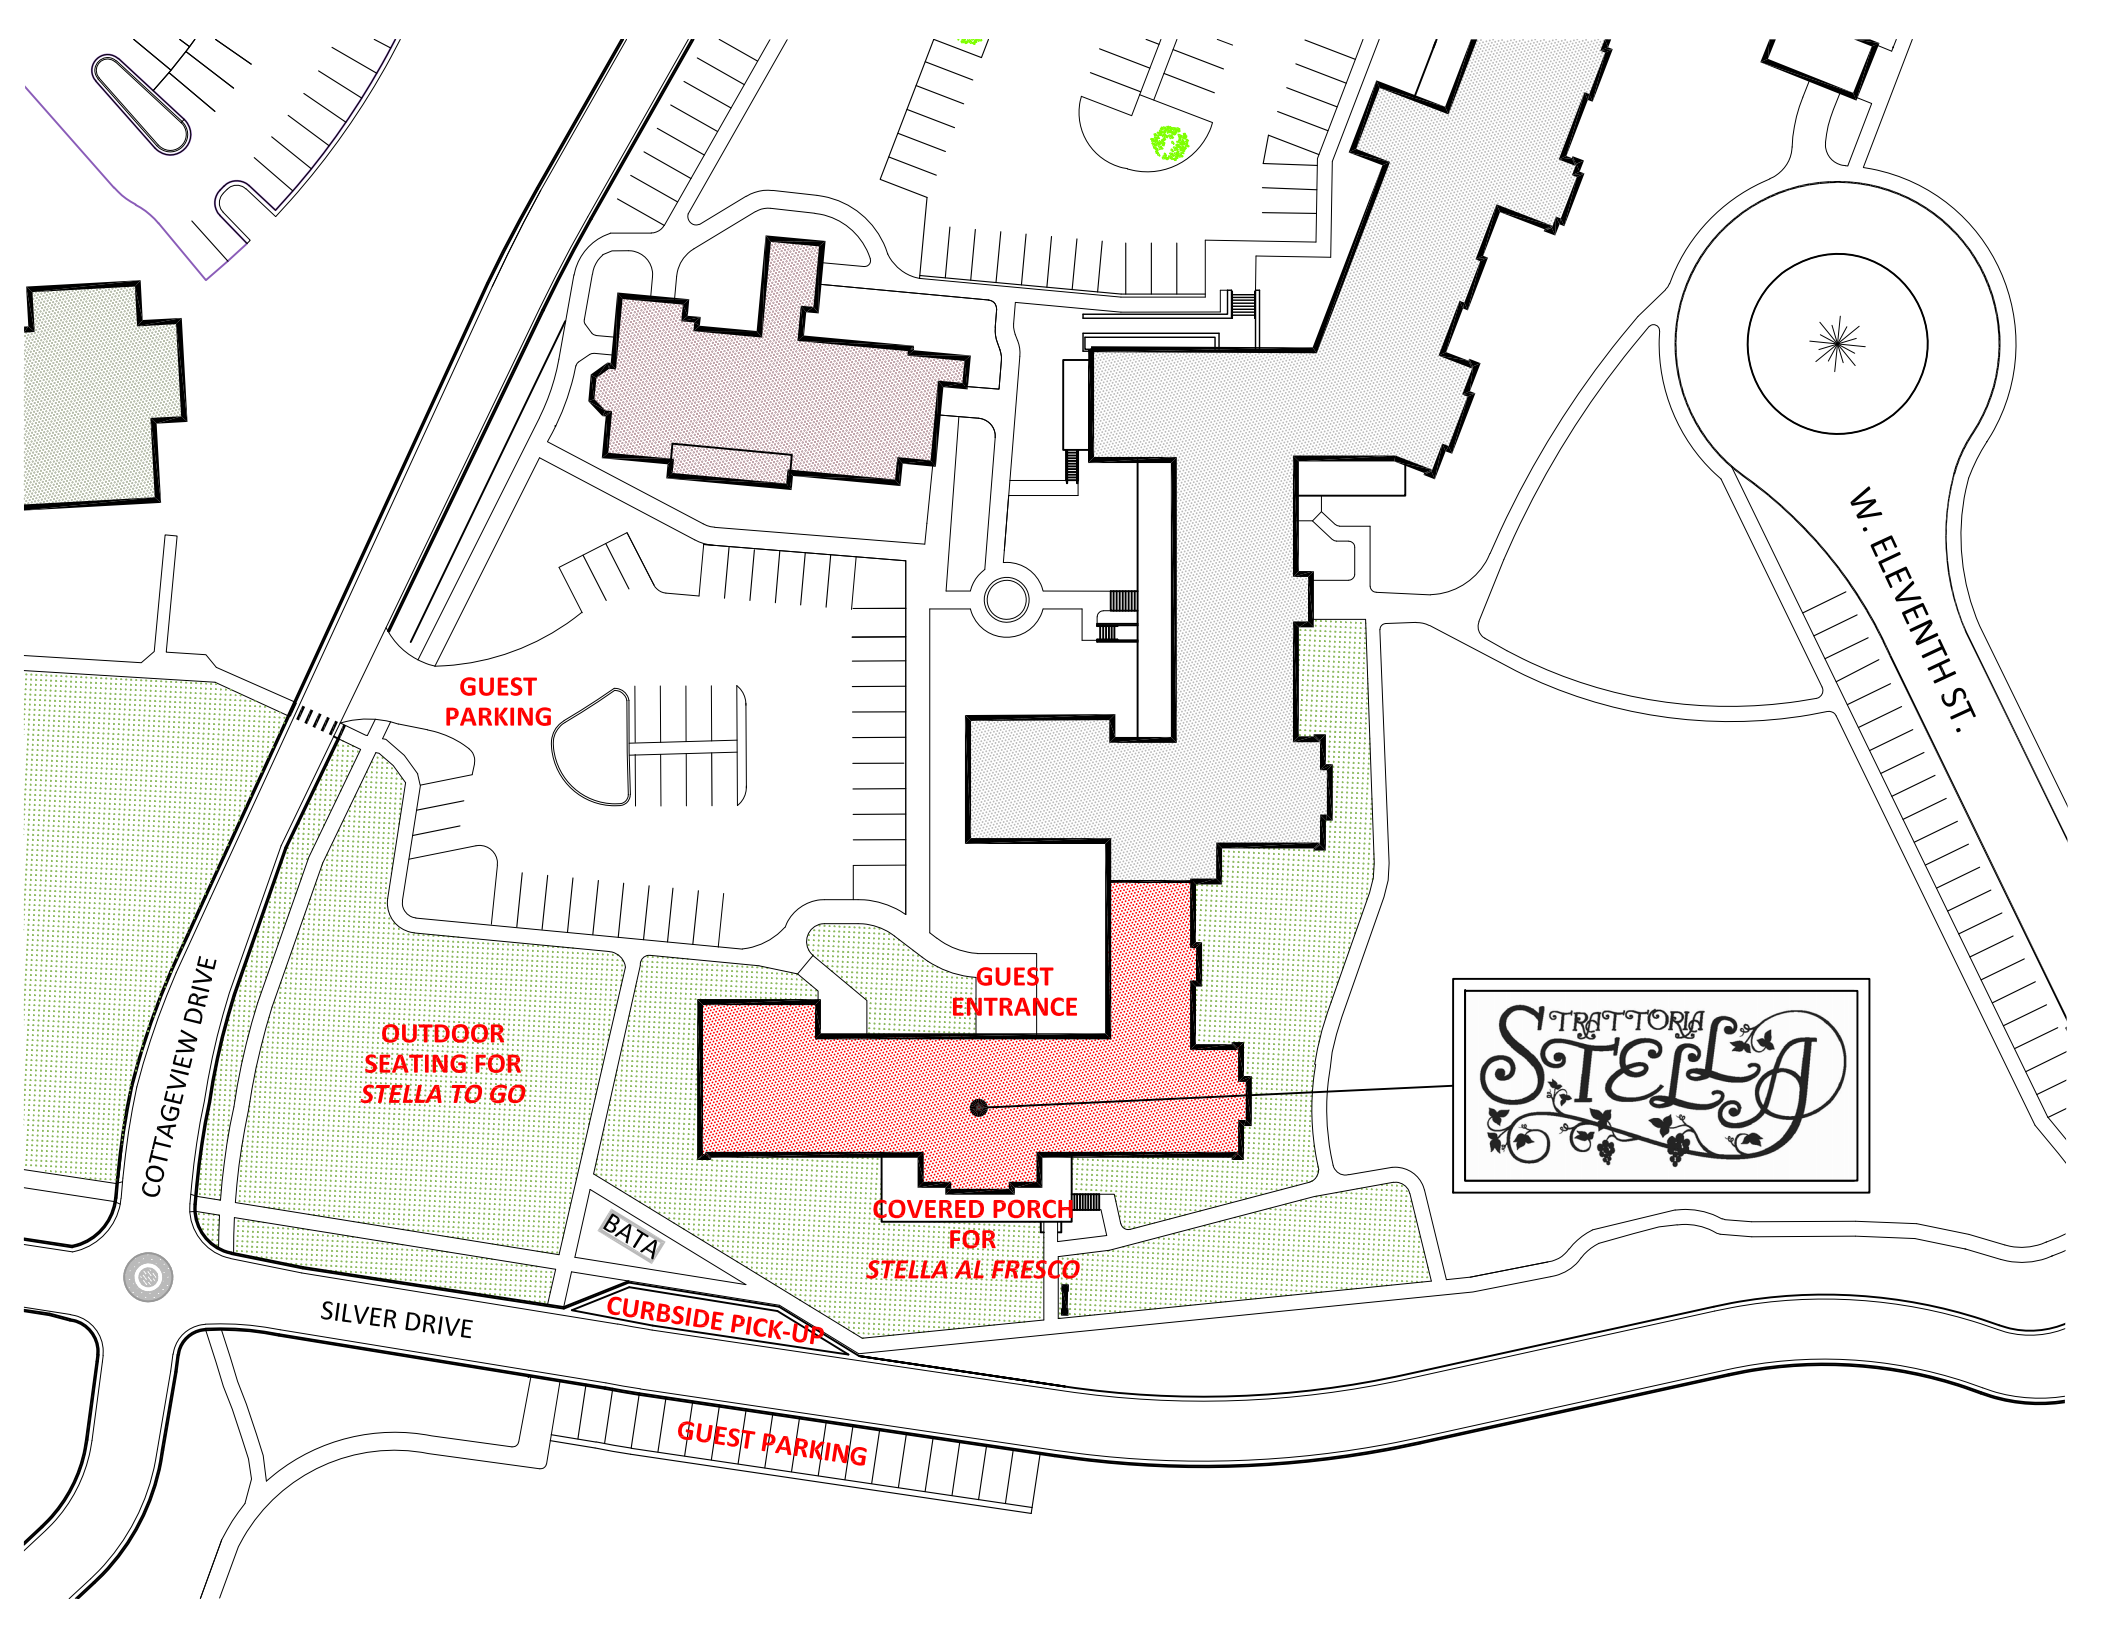 W. ELEVENTH ST.
GUEST
PARKING
COTTAGEVIEW DRIVE
GUEST
ENTRANCE
OUTDOOR
SEATING FOR
STELLA TO GO
TRATTORIA
STELLA
BATA
COVERED PORCH
FOR
STELLA AL FRESCO
CURBSIDE PICK-UP
SILVER DRIVE
GUEST PARKING